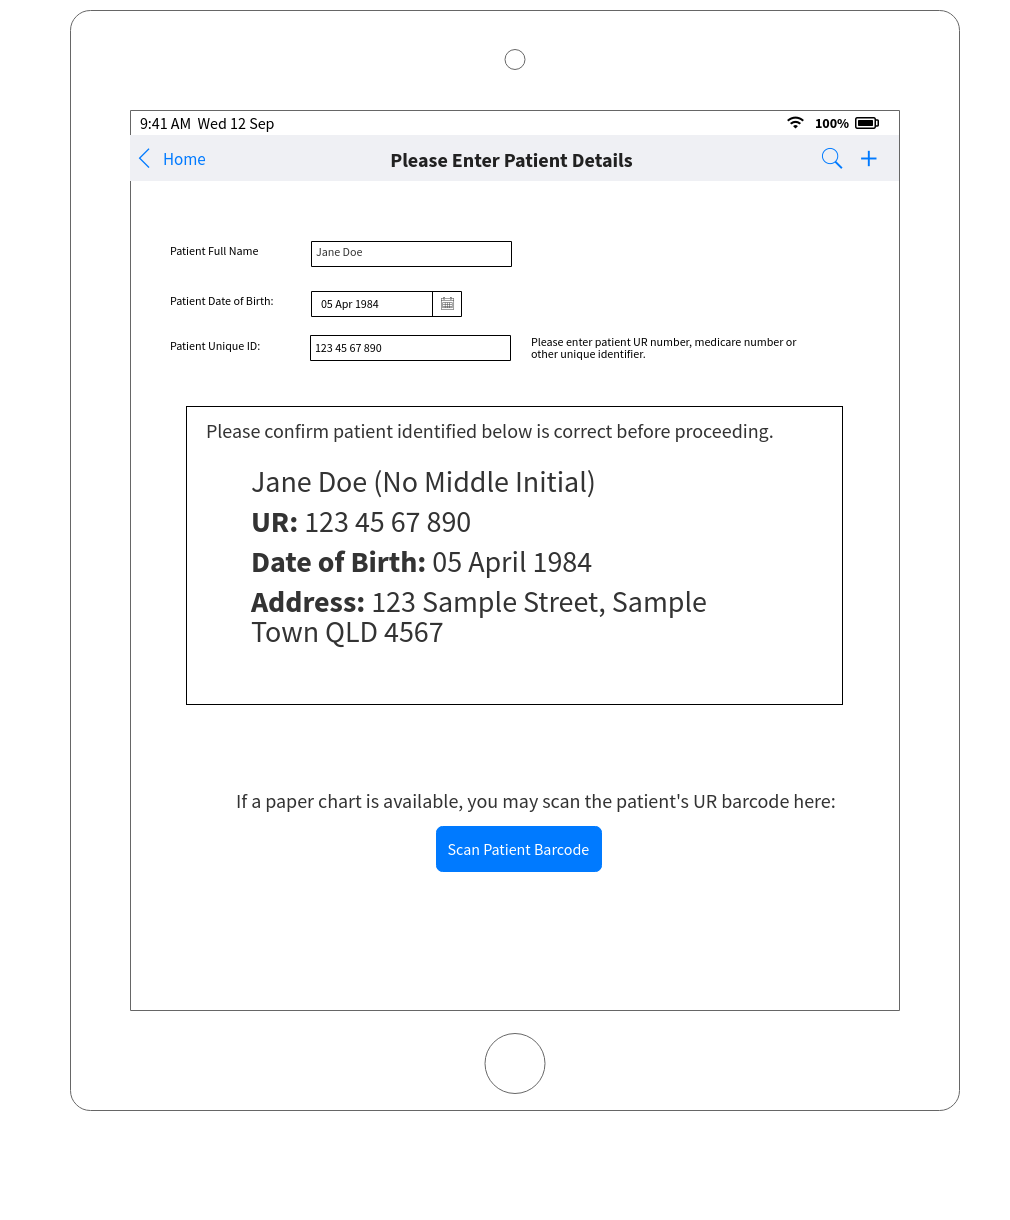 9:41 AM Wed 12 Sep 100%
Home Please Enter Patient Details
Patient Full Name Jane Doe
Patient Date of Birth: 05 Apr 1984
Patient Unique ID: 123 45 67 890
Please enter patient UR number, medicare number or
other unique identifier.
Please confirm patient identified below is correct before proceeding.
Jane Doe (No Middle Initial)
UR: 123 45 67 890
Date of Birth: 05 April 1984
Address: 123 Sample Street, Sample
Town QLD 4567
If a paper chart is available, you may scan the patient's UR barcode here:
Scan Patient Barcode